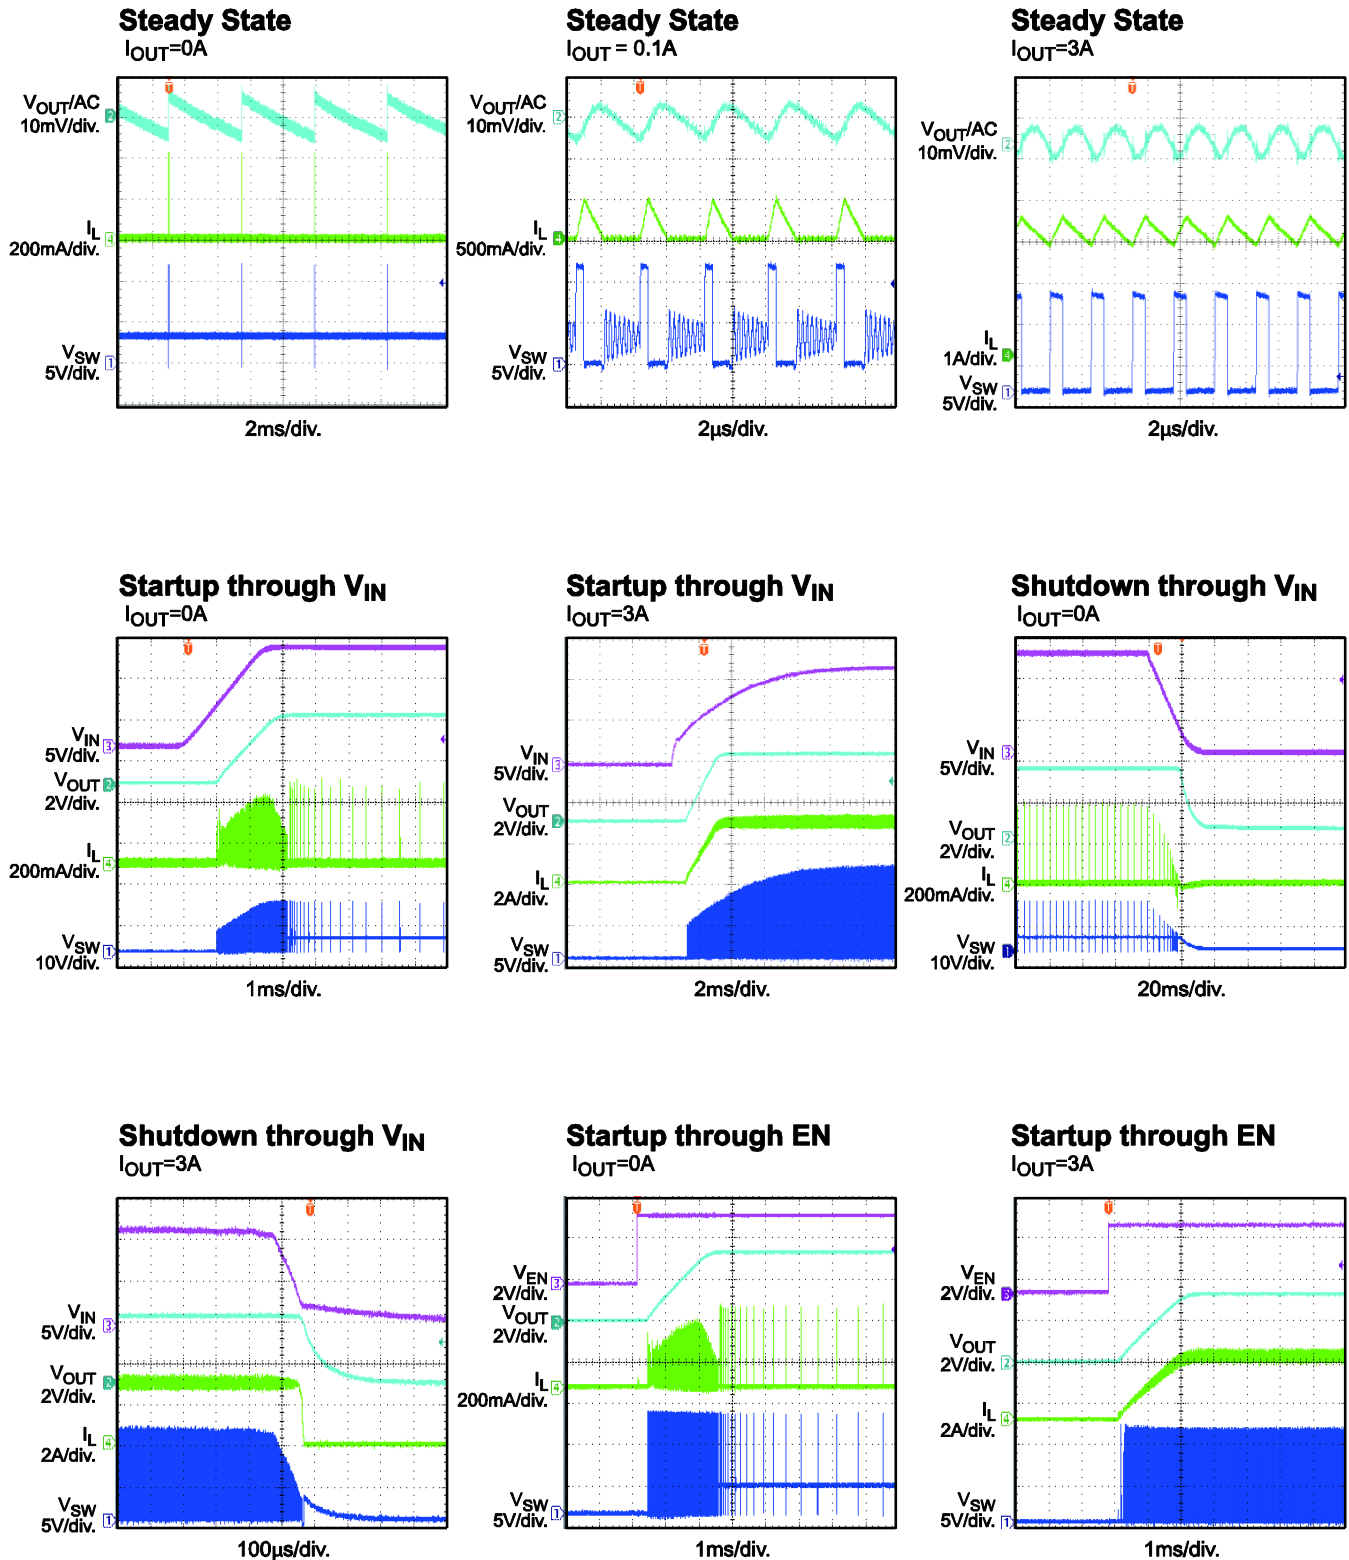 Steady State
IOUT=0A
VOUT/AC
10mV/div.
IL
200mA/div.
VSW
5V/div.
2ms/div.
Steady State
IOUT = 0.1A
VOUT/AC
10mV/div.
IL
500mA/div.
VSW
5V/div.
2µs/div.
Steady State
IOUT=3A
VOUT/AC
10mV/div.
IL
1A/div.
VSW
5V/div.
2µs/div.
Startup through VIN
IOUT=0A
VIN
5V/div.
VOUT
2V/div.
IL
200mA/div.
VSW
10V/div.
1ms/div.
Startup through VIN
IOUT=3A
VIN
5V/div.
VOUT
2V/div.
IL
2A/div.
VSW
5V/div.
2ms/div.
Shutdown through VIN
IOUT=0A
VIN
5V/div.
VOUT
2V/div.
IL
200mA/div.
VSW
10V/div.
20ms/div.
Shutdown through VIN
IOUT=3A
VIN
5V/div.
VOUT
2V/div.
IL
2A/div.
VSW
5V/div.
100µs/div.
Startup through EN
IOUT=0A
VEN
2V/div.
VOUT
2V/div.
IL
200mA/div.
VSW
5V/div.
1ms/div.
Startup through EN
IOUT=3A
VEN
2V/div.
VOUT
2V/div.
IL
2A/div.
VSW
5V/div.
1ms/div.